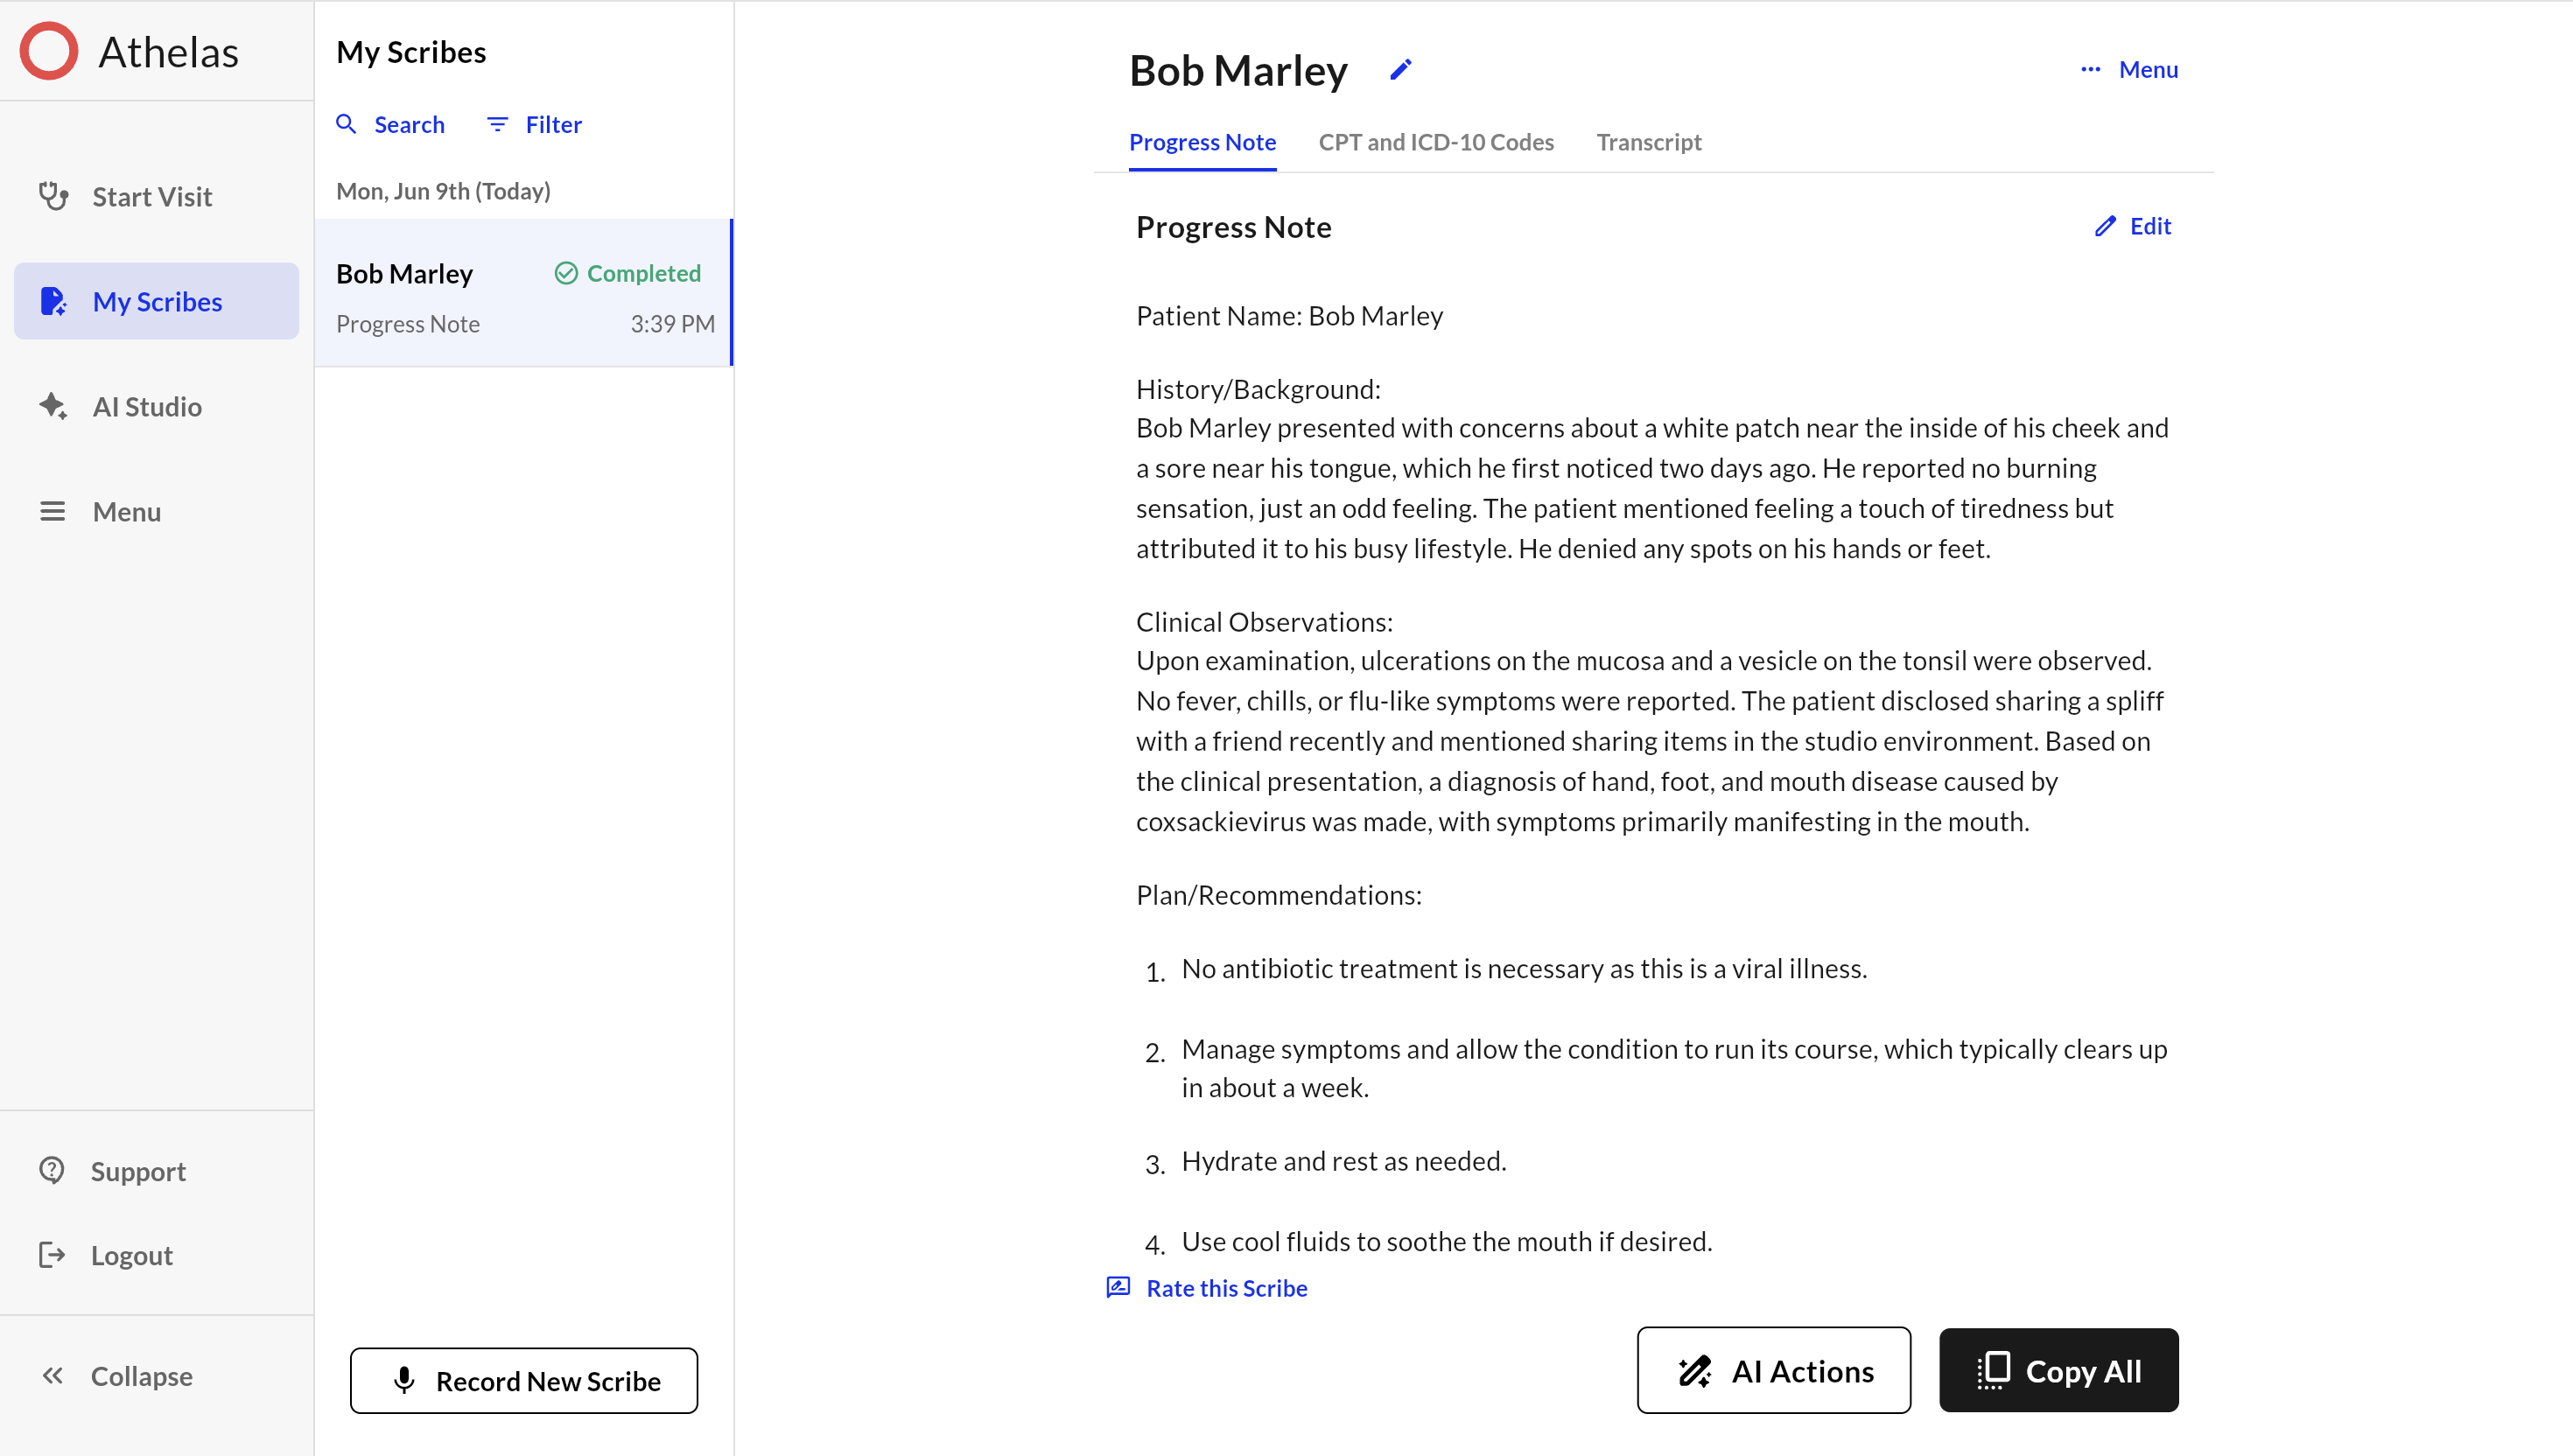 Athelas
Start Visit
My Scribes
AI Studio
Menu
Support
Logout
Collapse
My Scribes
Search
Filter
Mon, Jun 9th (Today)
Bob Marley
Completed
Progress Note
3:39 PM
Record New Scribe
Bob Marley
Menu
Progress Note
CPT and ICD-10 Codes
Transcript
Progress Note
Edit
Patient Name: Bob Marley
History/Background:
Bob Marley presented with concerns about a white patch near the inside of his cheek and
a sore near his tongue, which he first noticed two days ago. He reported no burning
sensation, just an odd feeling. The patient mentioned feeling a touch of tiredness but
attributed it to his busy lifestyle. He denied any spots on his hands or feet.
Clinical Observations:
Upon examination, ulcerations on the mucosa and a vesicle on the tonsil were observed.
No fever, chills, or flu-like symptoms were reported. The patient disclosed sharing a spliff
with a friend recently and mentioned sharing items in the studio environment. Based on
the clinical presentation, a diagnosis of hand, foot, and mouth disease caused by
coxsackievirus was made, with symptoms primarily manifesting in the mouth.
Plan/Recommendations:
1. No antibiotic treatment is necessary as this is a viral illness.
2. Manage symptoms and allow the condition to run its course, which typically clears up
in about a week.
3. Hydrate and rest as needed.
4. Use cool fluids to soothe the mouth if desired.
Rate this Scribe
AI Actions
Copy All